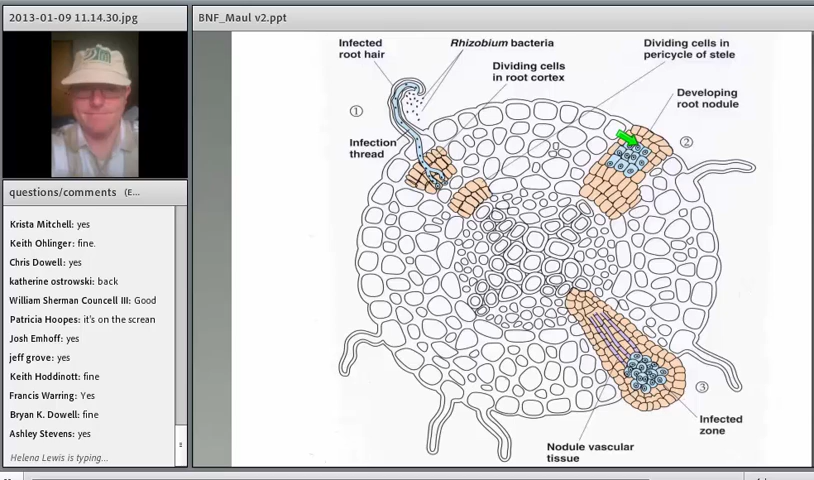 2013-01-09 11.14.30.jpg
BNF_Maul v2.ppt
questions/comments (E...
Krista Mitchell: yes
Keith Ohlinger: fine.
Chris Dowell: yes
katherine ostrowski: back
William Sherman Councell III: Good
Patricia Hoopes: it's on the screan
Josh Emhoff: yes
jeff grove: yes
Keith Hoddinott: fine
Francis Warring: Yes
Bryan K. Dowell: fine
Ashley Stevens: yes
Helena Lewis is typing...
Infected
root hair
Rhizobium bacteria
Dividing cells
in root cortex
Dividing cells in
pericycle of stele
Developing
root nodule
1
2
Infection
thread
3
Infected
zone
Nodule vascular
tissue